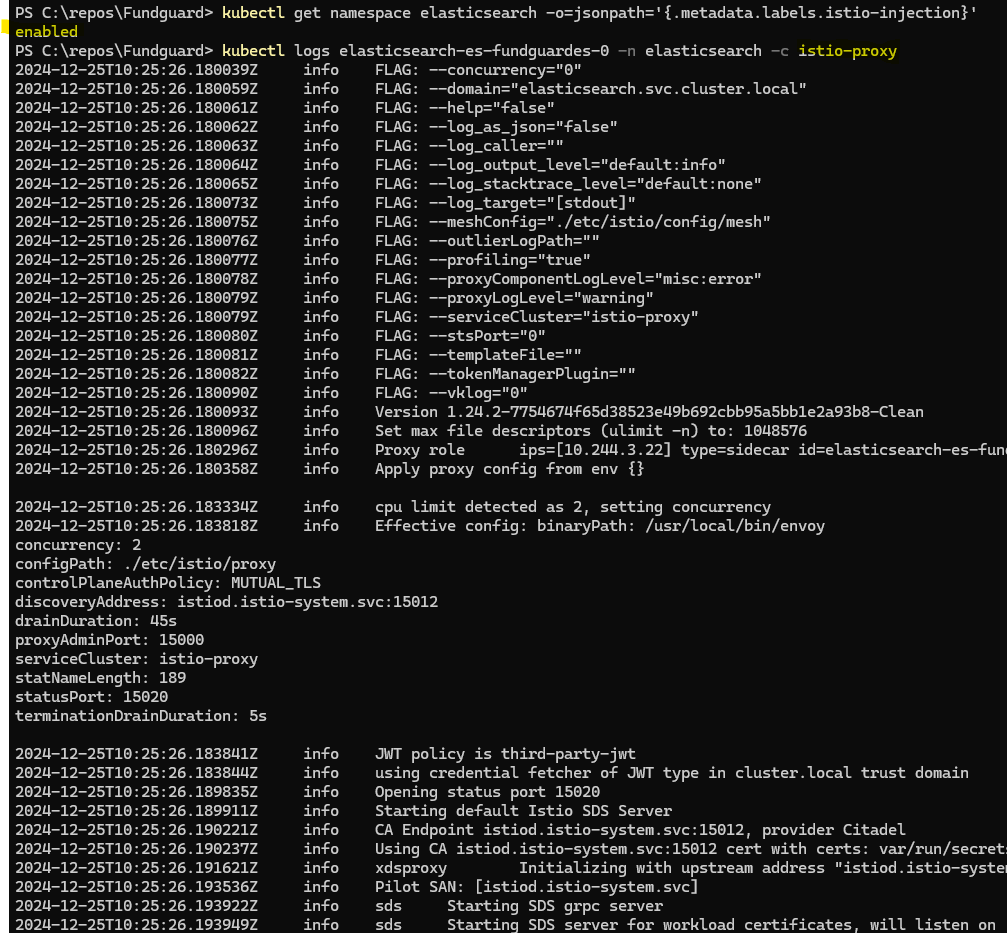 PS C:\repos\Fundguard> kubectl get namespace elasticsearch -o=jsonpath='{.metadata.labels.istio-injection}'
enabled
PS C:\repos\Fundguard> kubectl logs elasticsearch-es-fundguardes-0 -n elasticsearch -c istio-proxy
2024-12-25T10:25:26.180039Z     info    FLAG: --concurrency="0"
2024-12-25T10:25:26.180059Z     info    FLAG: --domain="elasticsearch.svc.cluster.local"
2024-12-25T10:25:26.180061Z     info    FLAG: --help="false"
2024-12-25T10:25:26.180062Z     info    FLAG: --log_as_json="false"
2024-12-25T10:25:26.180063Z     info    FLAG: --log_caller=""
2024-12-25T10:25:26.180064Z     info    FLAG: --log_output_level="default:info"
2024-12-25T10:25:26.180065Z     info    FLAG: --log_stacktrace_level="default:none"
2024-12-25T10:25:26.180073Z     info    FLAG: --log_target="[stdout]"
2024-12-25T10:25:26.180075Z     info    FLAG: --meshConfig="./etc/istio/config/mesh"
2024-12-25T10:25:26.180076Z     info    FLAG: --outlierLogPath=""
2024-12-25T10:25:26.180077Z     info    FLAG: --profiling="true"
2024-12-25T10:25:26.180078Z     info    FLAG: --proxyComponentLogLevel="misc:error"
2024-12-25T10:25:26.180079Z     info    FLAG: --proxyLogLevel="warning"
2024-12-25T10:25:26.180079Z     info    FLAG: --serviceCluster="istio-proxy"
2024-12-25T10:25:26.180080Z     info    FLAG: --stsPort="0"
2024-12-25T10:25:26.180081Z     info    FLAG: --templateFile=""
2024-12-25T10:25:26.180082Z     info    FLAG: --tokenManagerPlugin=""
2024-12-25T10:25:26.180090Z     info    FLAG: --vklog="0"
2024-12-25T10:25:26.180093Z     info    Version 1.24.2-7754674f65d38523e49b692cbb95a5bb1e2a93b8-Clean
2024-12-25T10:25:26.180096Z     info    Set max file descriptors (ulimit -n) to: 1048576
2024-12-25T10:25:26.180296Z     info    Proxy role      ips=[10.244.3.22] type=sidecar id=elasticsearch-es-fun
2024-12-25T10:25:26.180358Z     info    Apply proxy config from env {}
2024-12-25T10:25:26.183334Z     info    cpu limit detected as 2, setting concurrency
2024-12-25T10:25:26.183818Z     info    Effective config: binaryPath: /usr/local/bin/envoy
concurrency: 2
configPath: ./etc/istio/proxy
controlPlaneAuthPolicy: MUTUAL_TLS
discoveryAddress: istiod.istio-system.svc:15012
drainDuration: 45s
proxyAdminPort: 15000
serviceCluster: istio-proxy
statNameLength: 189
statusPort: 15020
terminationDrainDuration: 5s
2024-12-25T10:25:26.183841Z     info    JWT policy is third-party-jwt
2024-12-25T10:25:26.183844Z     info    using credential fetcher of JWT type in cluster.local trust domain
2024-12-25T10:25:26.189835Z     info    Opening status port 15020
2024-12-25T10:25:26.189911Z     info    Starting default Istio SDS Server
2024-12-25T10:25:26.190221Z     info    CA Endpoint istiod.istio-system.svc:15012, provider Citadel
2024-12-25T10:25:26.190237Z     info    Using CA istiod.istio-system.svc:15012 cert with certs: var/run/secrets
2024-12-25T10:25:26.191621Z     info    xdsproxy        Initializing with upstream address "istiod.istio-syste
2024-12-25T10:25:26.193536Z     info    Pilot SAN: [istiod.istio-system.svc]
2024-12-25T10:25:26.193922Z     info    sds     Starting SDS grpc server
2024-12-25T10:25:26.193949Z     info    sds     Starting SDS server for workload certificates, will listen on